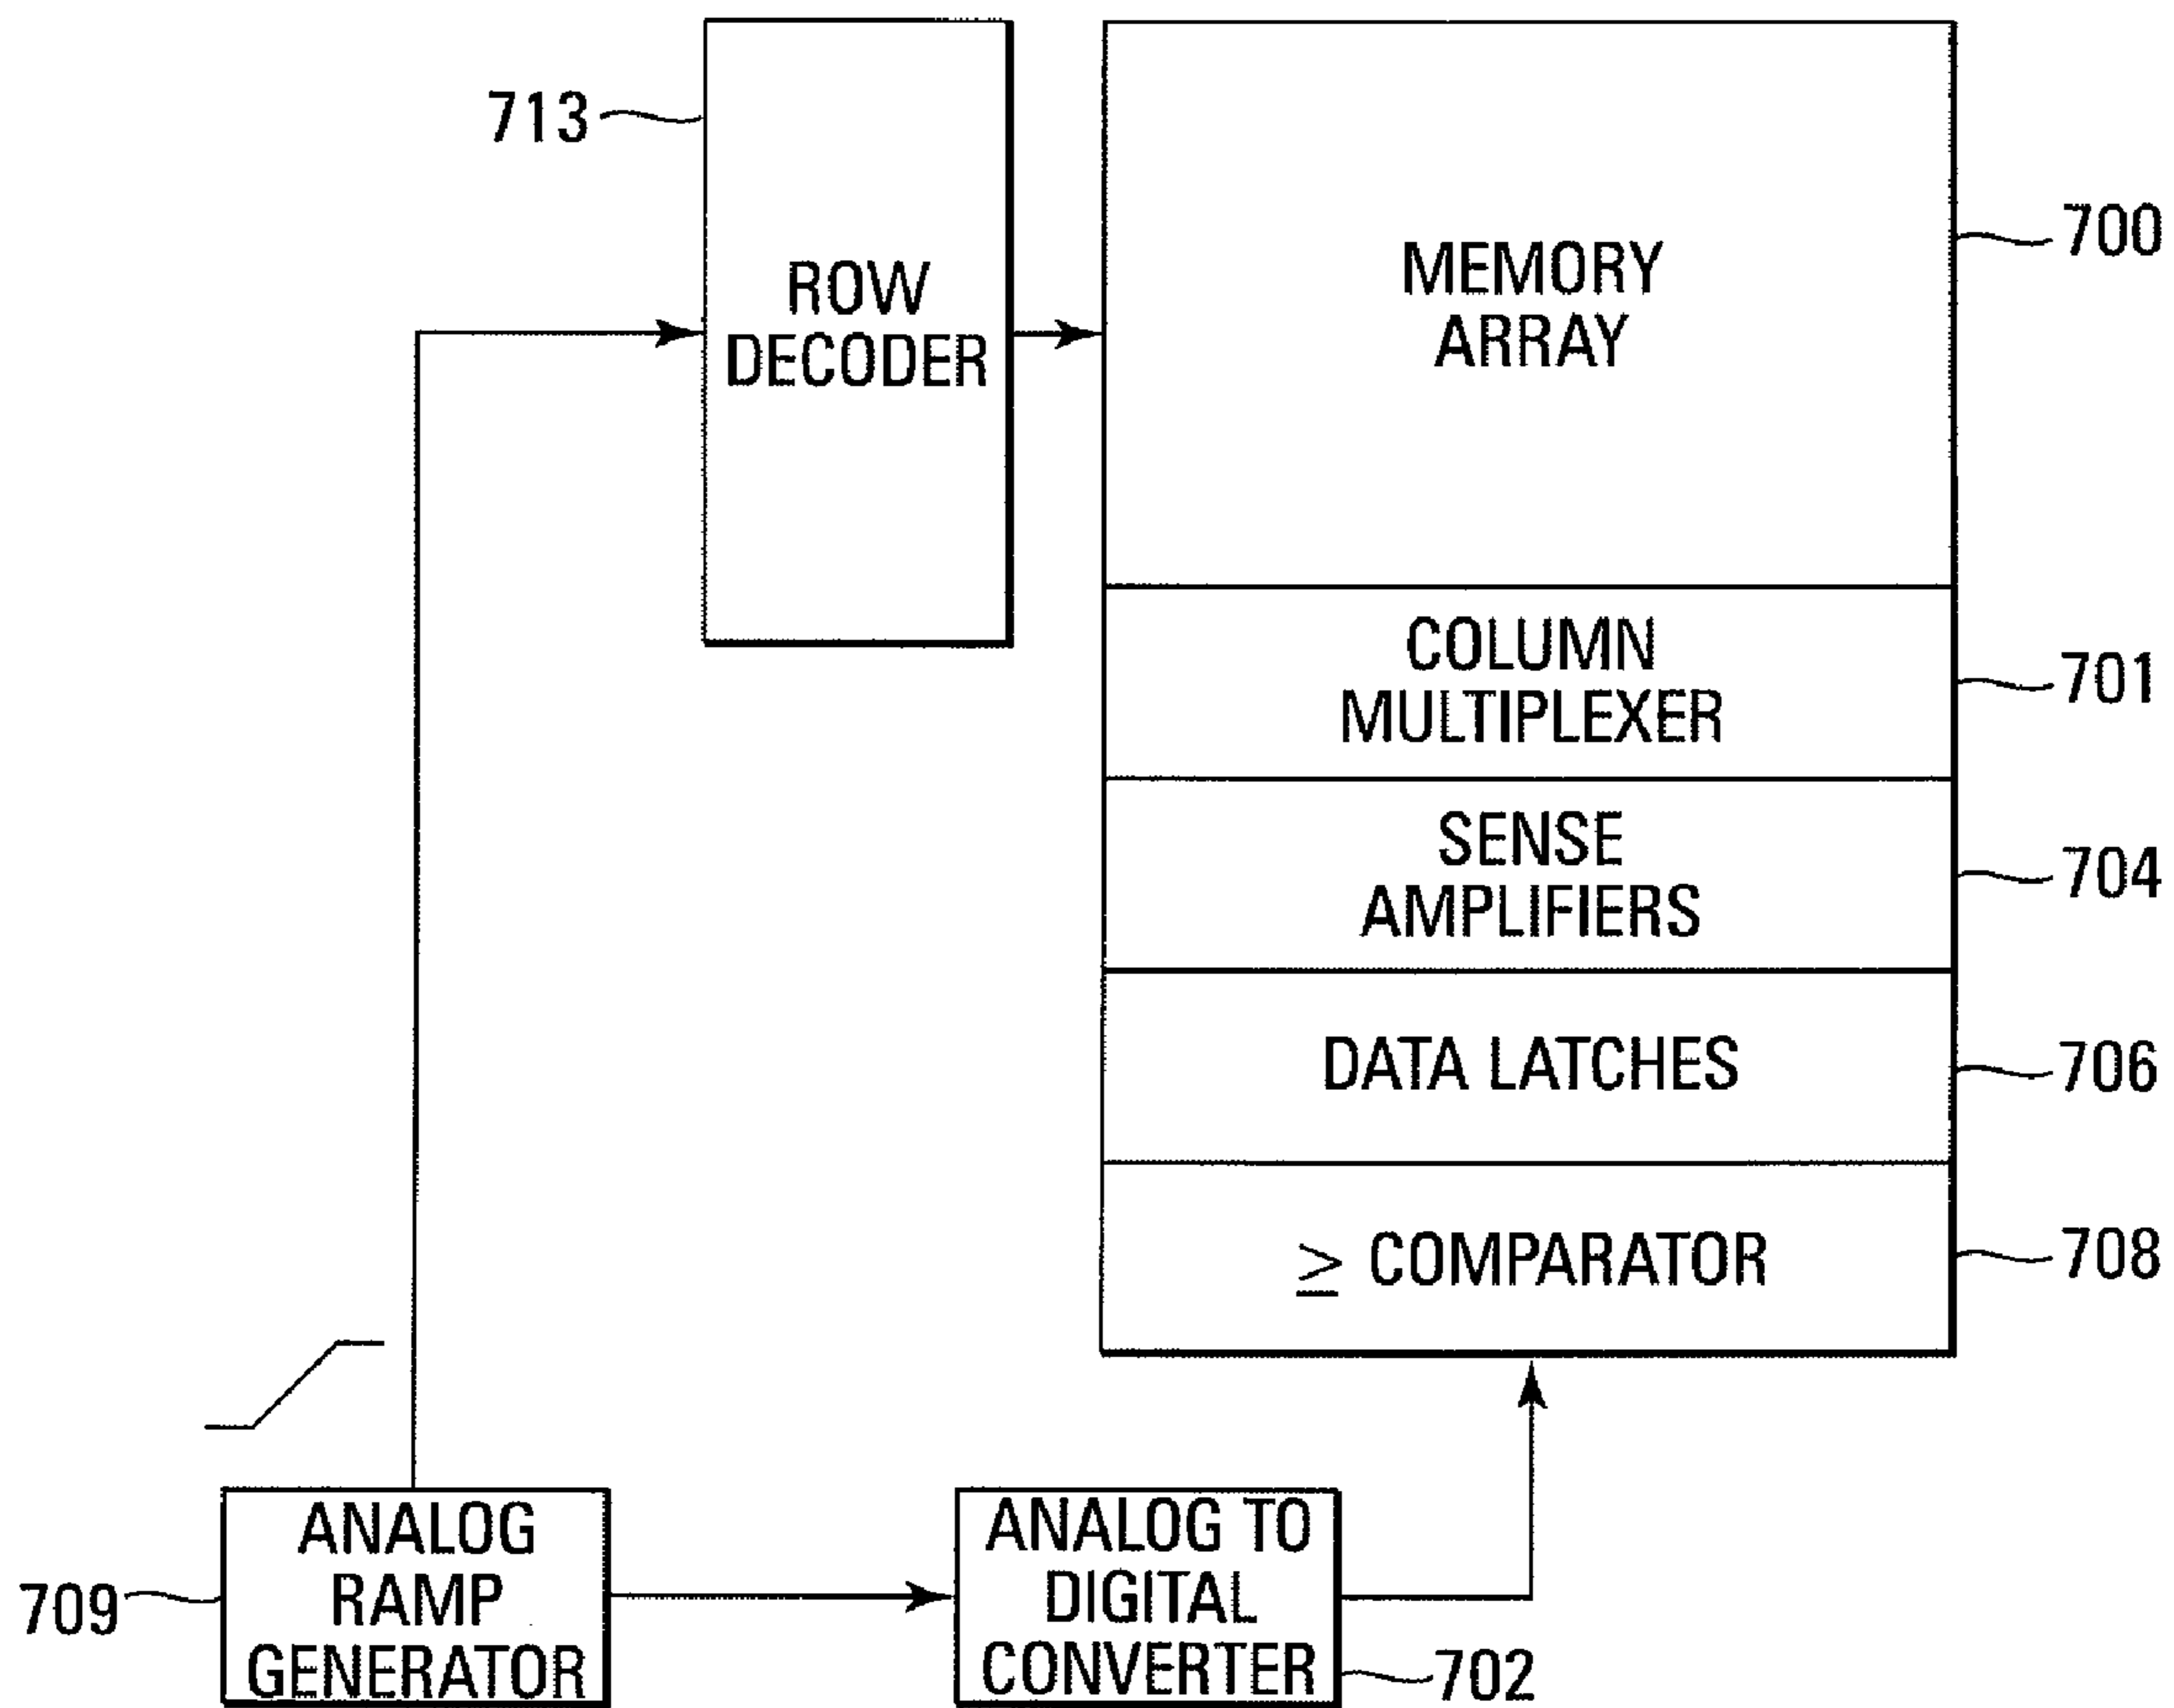 713
ROW
DECODER
MEMORY
ARRAY
700
COLUMN
MULTIPLEXER
701
SENSE
AMPLIFIERS
704
DATA LATCHES
706
≥ COMPARATOR
708
709
ANALOG
RAMP
GENERATOR
ANALOG TO
DIGITAL
CONVERTER
702